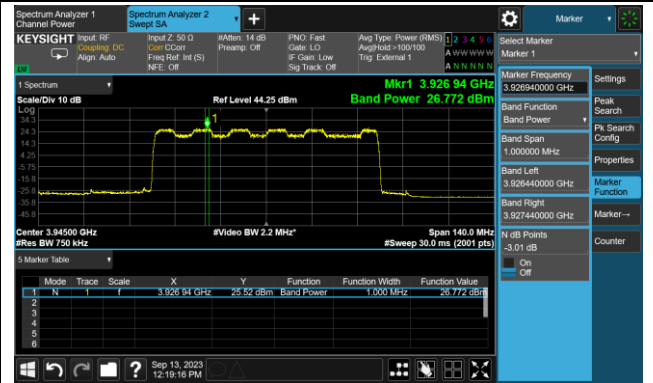 Spectrum Analyzer 1
Channel Power
Spectrum Analyzer 2
Swept SA
Marker
KEYSIGHT
Input: RF
Coupling: DC
Align: Auto
Input Z: 50 Ω
Corr CCorr
Freq Ref: Int (S)
NFE: Off
#Atten: 14 dB
Preamp: Off
PNO: Fast
Gate: LO
IF Gain: Low
Sig Track: Off
Avg Type: Power (RMS)
Avg|Hold >100/100
Trig: External 1
1 2 3 4 5 6
A W W W W W
A N N N N N
Select Marker
Marker 1
1 Spectrum
Scale/Div 10 dB
Log
Ref Level 44.25 dBm
Mkr1 3.926 94 GHz
Band Power 26.772 dBm
1
34.3
24.3
14.3
4.25
-5.75
-15.8
-25.8
-35.8
-45.8
Center 3.94500 GHz
#Res BW 750 kHz
#Video BW 2.2 MHz*
Span 140.0 MHz
#Sweep 30.0 ms (2001 pts)
5 Marker Table
Mode Trace Scale X Y Function Function Width Function Value
1 N 1 f 3.926 94 GHz 25.52 dBm Band Power 1.000 MHz 26.772 dBm
2
3
4
5
6
Marker Frequency
3.926940000 GHz
Band Function
Band Power
Band Span
1.000000 MHz
Band Left
3.926440000 GHz
Band Right
3.927440000 GHz
N dB Points
-3.01 dB
On
Off
Settings
Peak
Search
Pk Search
Config
Properties
Marker
Function
Marker→
Counter
?
Sep 13, 2023
12:19:16 PM